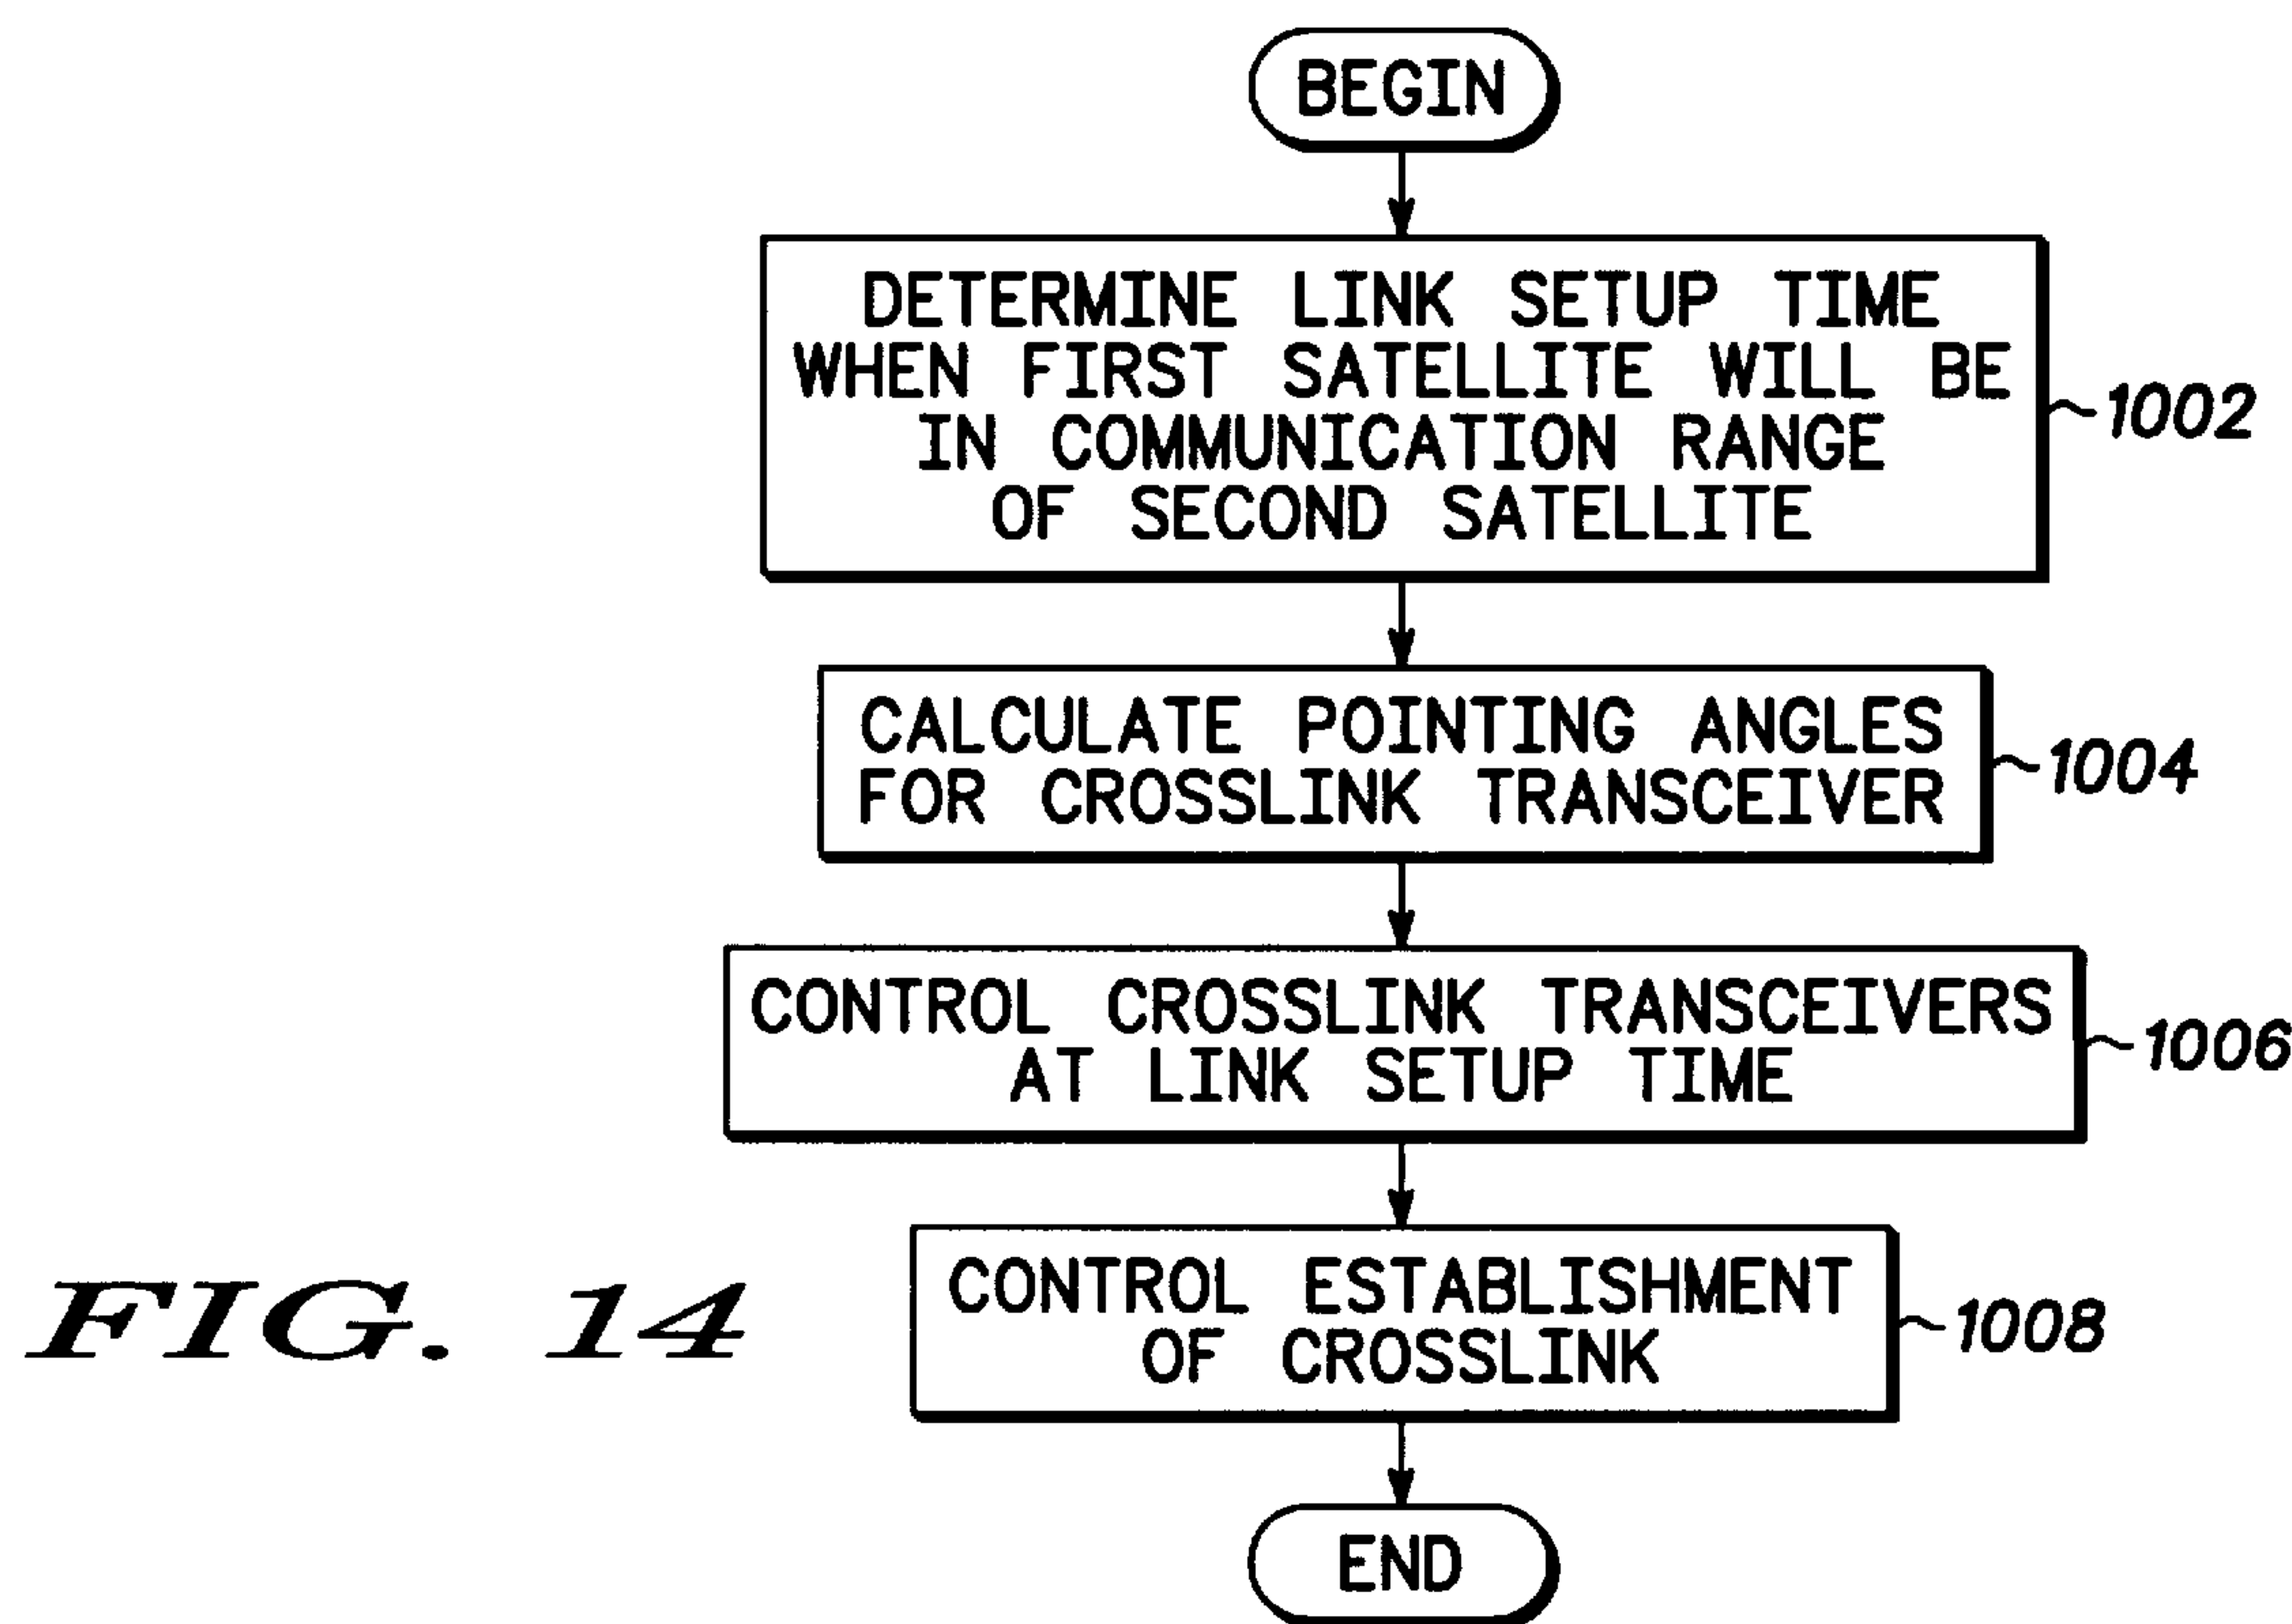 BEGIN
DETERMINE LINK SETUP TIME
WHEN FIRST SATELLITE WILL BE
IN COMMUNICATION RANGE
OF SECOND SATELLITE
1002
CALCULATE POINTING ANGLES
FOR CROSSLINK TRANSCEIVER
1004
CONTROL CROSSLINK TRANSCEIVERS
AT LINK SETUP TIME
1006
CONTROL ESTABLISHMENT
OF CROSSLINK
1008
END
FIG. 14